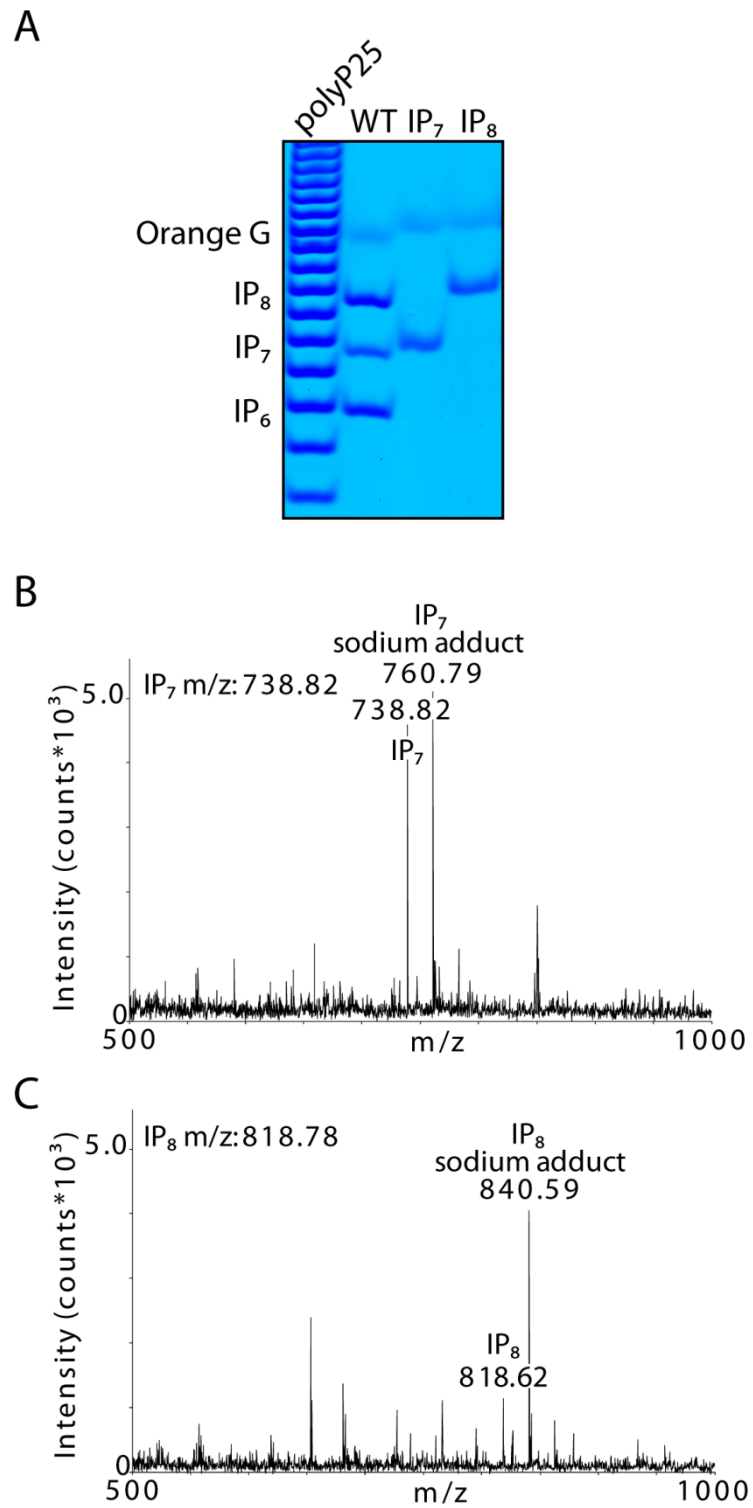 A
polyP25 WT IP₇ IP₈
Orange G
IP₈
IP₇
IP₆
B
IP₇
sodium adduct
760.79
IP₇ m/z:738.82
738.82
IP₇
5.0
Intensity (counts*10³)
0
500 m/z 1000
C
IP₈ m/z:818.78
IP₈
sodium adduct
840.59
5.0
IP₈
818.62
Intensity (counts*10³)
0
500 m/z 1000